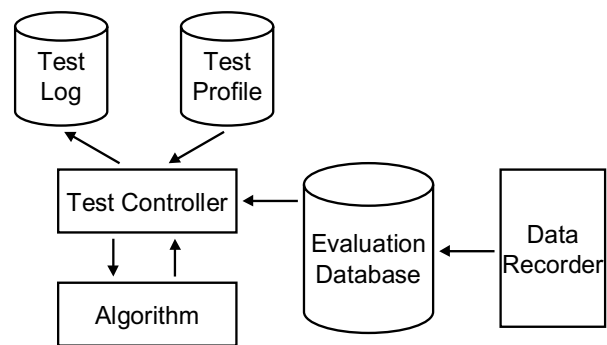 Test
Log
Test
Profile
Test Controller
Algorithm
Evaluation
Database
Data
Recorder